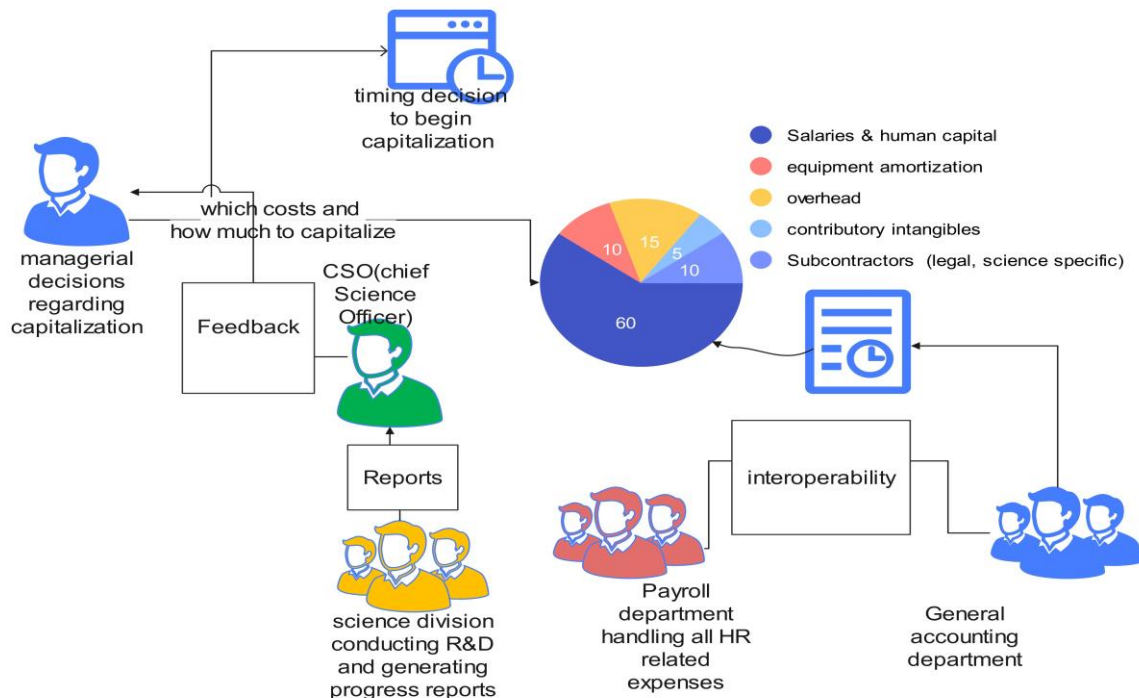 timing decision
to begin
capitalization
Salaries & human capital
equipment amortization
overhead
contributory intangibles
Subcontractors (legal, science specific)
which costs and
how much to capitalize
managerial
decisions
regarding
capitalization
10
15
5
10
60
CSO(chief
Science
Officer)
Feedback
Reports
interoperability
science division
conducting R&D
and generating
progress reports
Payroll
department
handling all HR
related
expenses
General
accounting
department